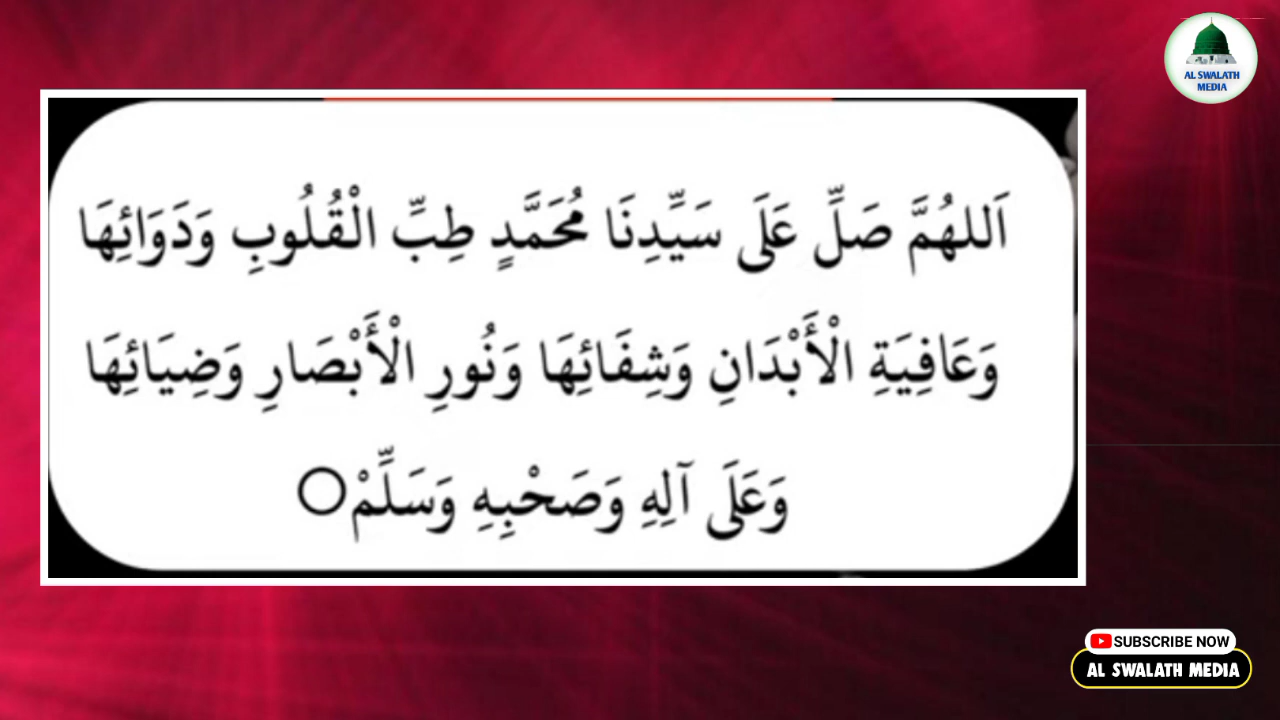 AL SWALATH
MEDIA
اَللهُمَّ صَلِّ عَلَى سَيِّدِنَا مُحَمَّدٍ طِبِّ الْقُلُوبِ وَدَوَائِهَا
وَعَافِيَةِ الْأَبْدَانِ وَشِفَائِهَا وَنُورِ الْأَبْصَارِ وَضِيَائِهَا
وَعَلَى آلِهِ وَصَحْبِهِ وَسَلِّمْ
SUBSCRIBE NOW
AL SWALATH MEDIA